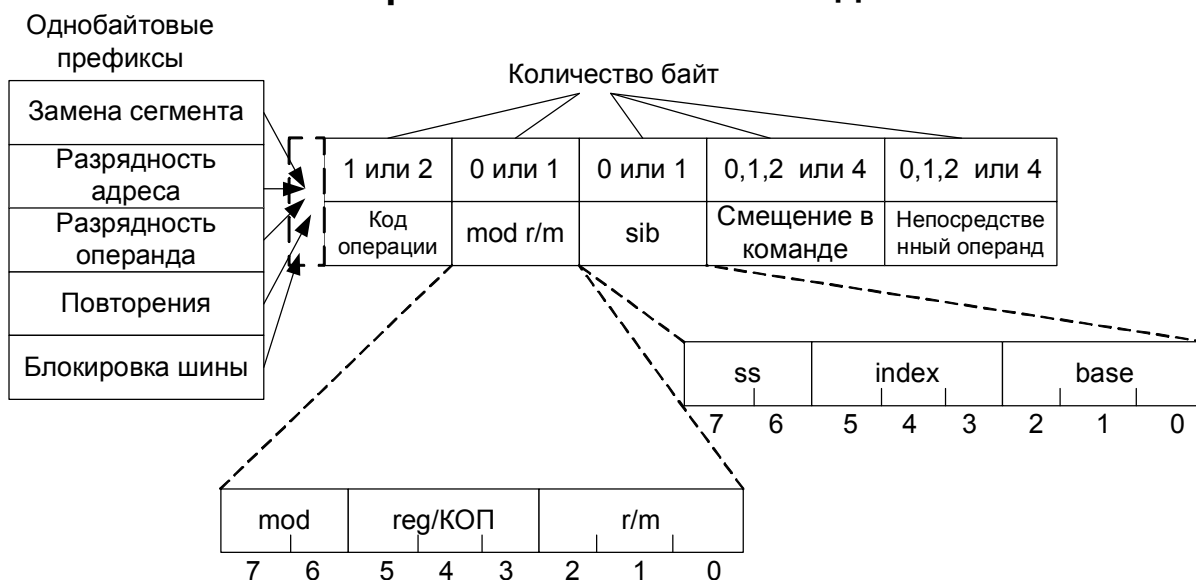 Однобайтовые
префиксы
Замена сегмента
Разрядность
адреса
Разрядность
операнда
Повторения
Блокировка шины
Количество байт
1 или 2
0 или 1
0 или 1
0,1,2 или 4
0,1,2 или 4
Код
операции
mod r/m
sib
Смещение в
команде
Непосредстве
нный операнд
ss
index
base
7 6 5 4 3 2 1 0
mod
reg/КОП
r/m
7 6 5 4 3 2 1 0